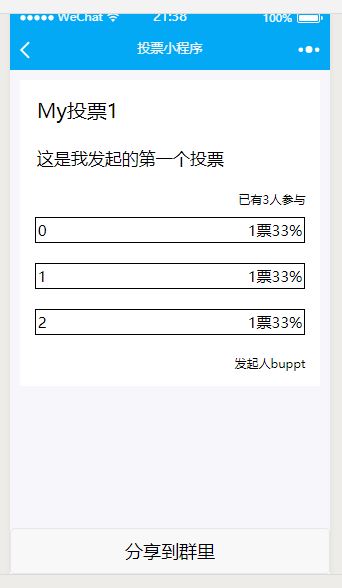 WeChat 21:38 100%
投票小程序
My投票1
这是我发起的第一个投票
已有3人参与
0 1票33%
1 1票33%
2 1票33%
发起人buppt
分享到群里